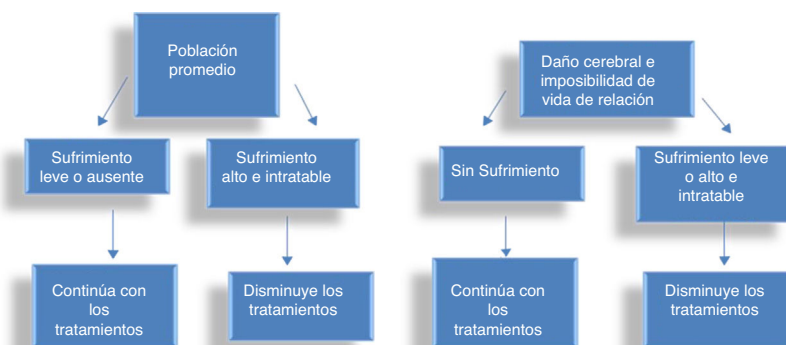 Población
promedio
Daño cerebral e
imposibilidad de
vida de relación
Sufrimiento
leve o ausente
Sufrimiento
alto e intratable
Sin Sufrimiento
Sufrimiento leve
o alto e
intratable
Continúa con
los
tratamientos
Disminuye los
tratamientos
Continúa con
los
tratamientos
Disminuye los
tratamientos